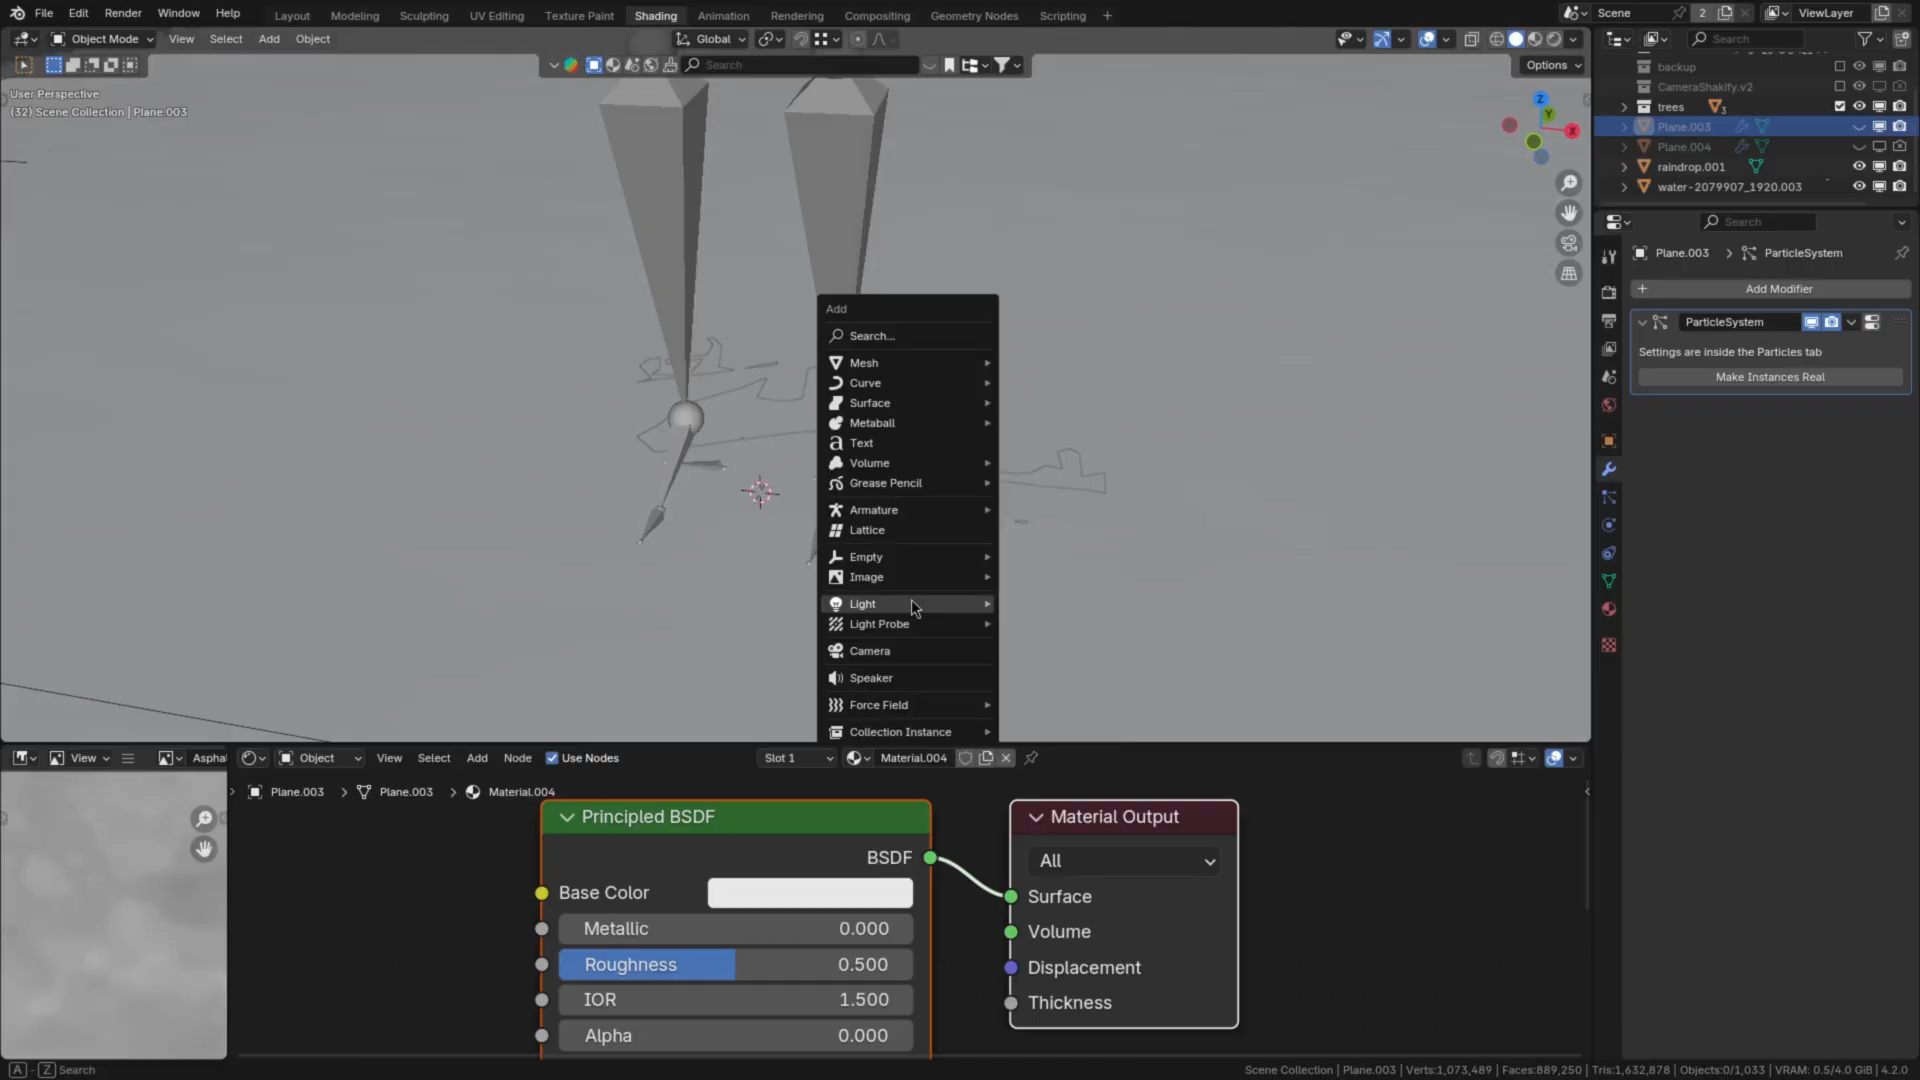 File Edit Render Window Help Layout Modeling Sculpting UV Editing Texture Paint Shading Animation Rendering Compositing Geometry Nodes Scripting + Scene 2 ViewLayer
Object Mode View Select Add Object Global Search
Search Options
User Perspective
(32) Scene Collection | Plane.003
Z
Y
X
backup
CameraShakify.v2
trees 3
Plane.003
Plane.004
raindrop.001
water-2079907_1920.003
Search
Plane.003 > ParticleSystem
+ Add Modifier
ParticleSystem
Settings are inside the Particles tab
Make Instances Real
Add
Search...
Mesh
Curve
Surface
Metaball
Text
Volume
Grease Pencil
Armature
Lattice
Empty
Image
Light
Light Probe
Camera
Speaker
Force Field
Collection Instance
View Aspha Object View Select Add Node Use Nodes Slot 1 Material.004
Plane.003 > Plane.003 > Material.004
Principled BSDF
BSDF
Base Color
Metallic 0.000
Roughness 0.500
IOR 1.500
Alpha 0.000
Material Output
All
Surface
Volume
Displacement
Thickness
A - Z Search
Scene Collection | Plane.003 | Verts:1,073,489 | Faces:889,250 | Tris:1,632,878 | Objects:0/1,033 | VRAM: 0.5/4.0 GiB | 4.2.0